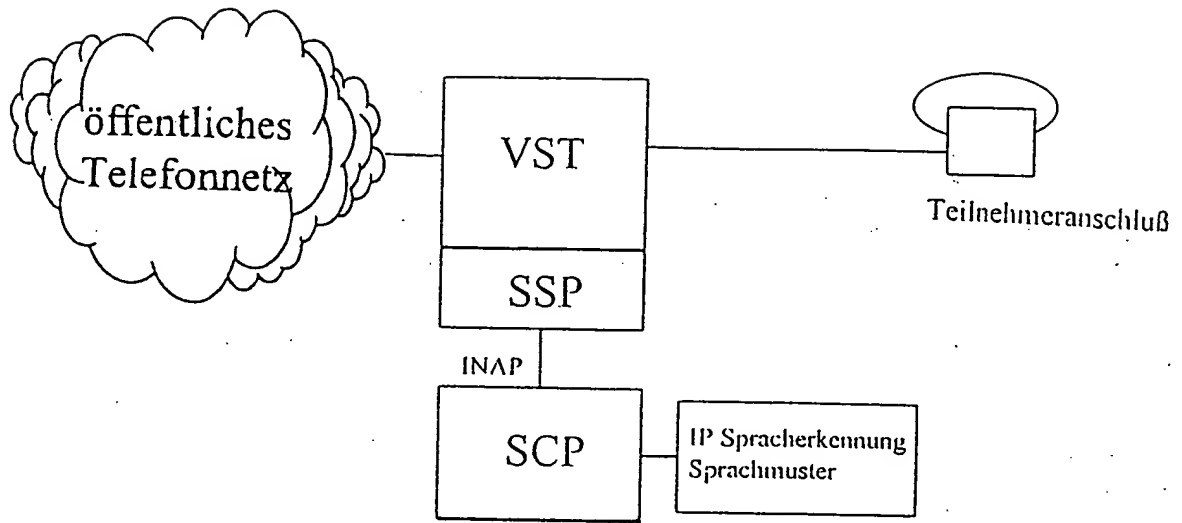 öffentliches
Telefonnetz
VST
Teilnehmeranschluß
SSP
INAP
SCP
IP Spracherkennung
Sprachmuster